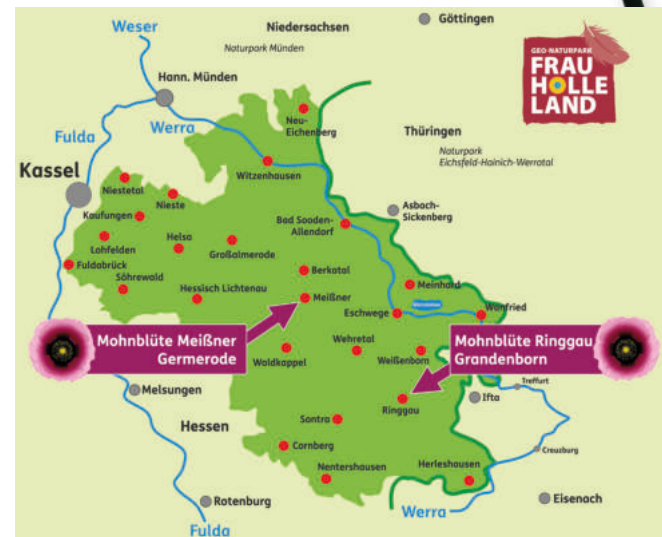 Weser
Niedersachsen
Göttingen
Naturpark Münden
GEO-NATURPARK
FRAU
HOLLE
LAND
Hann. Münden
Neu-
Eichenberg
Fulda
Werra
Thüringen
Naturpark
Eichsfeld-Hainich-Werratal
Kassel
Witzenhausen
Niestetal
Nieste
Kaufungen
Asbach-
Sickenberg
Bad Sooden-
Allendorf
Lohfelden
Helsa
Großalmerode
Fuldabrück
Söhrewald
Berkatal
Meinhard
Hessisch Lichtenau
Meißner
Eschwege
Wanfried
Mohnblüte Meißner
Germerode
Mohnblüte Ringgau
Grandenborn
Waldkappel
Wehretal
Weißenborn
Treffurt
Melsungen
Ringgau
Ifta
Hessen
Sontra
Cornberg
Creuzburg
Nentershausen
Herleshausen
Rotenburg
Werra
Eisenach
Fulda